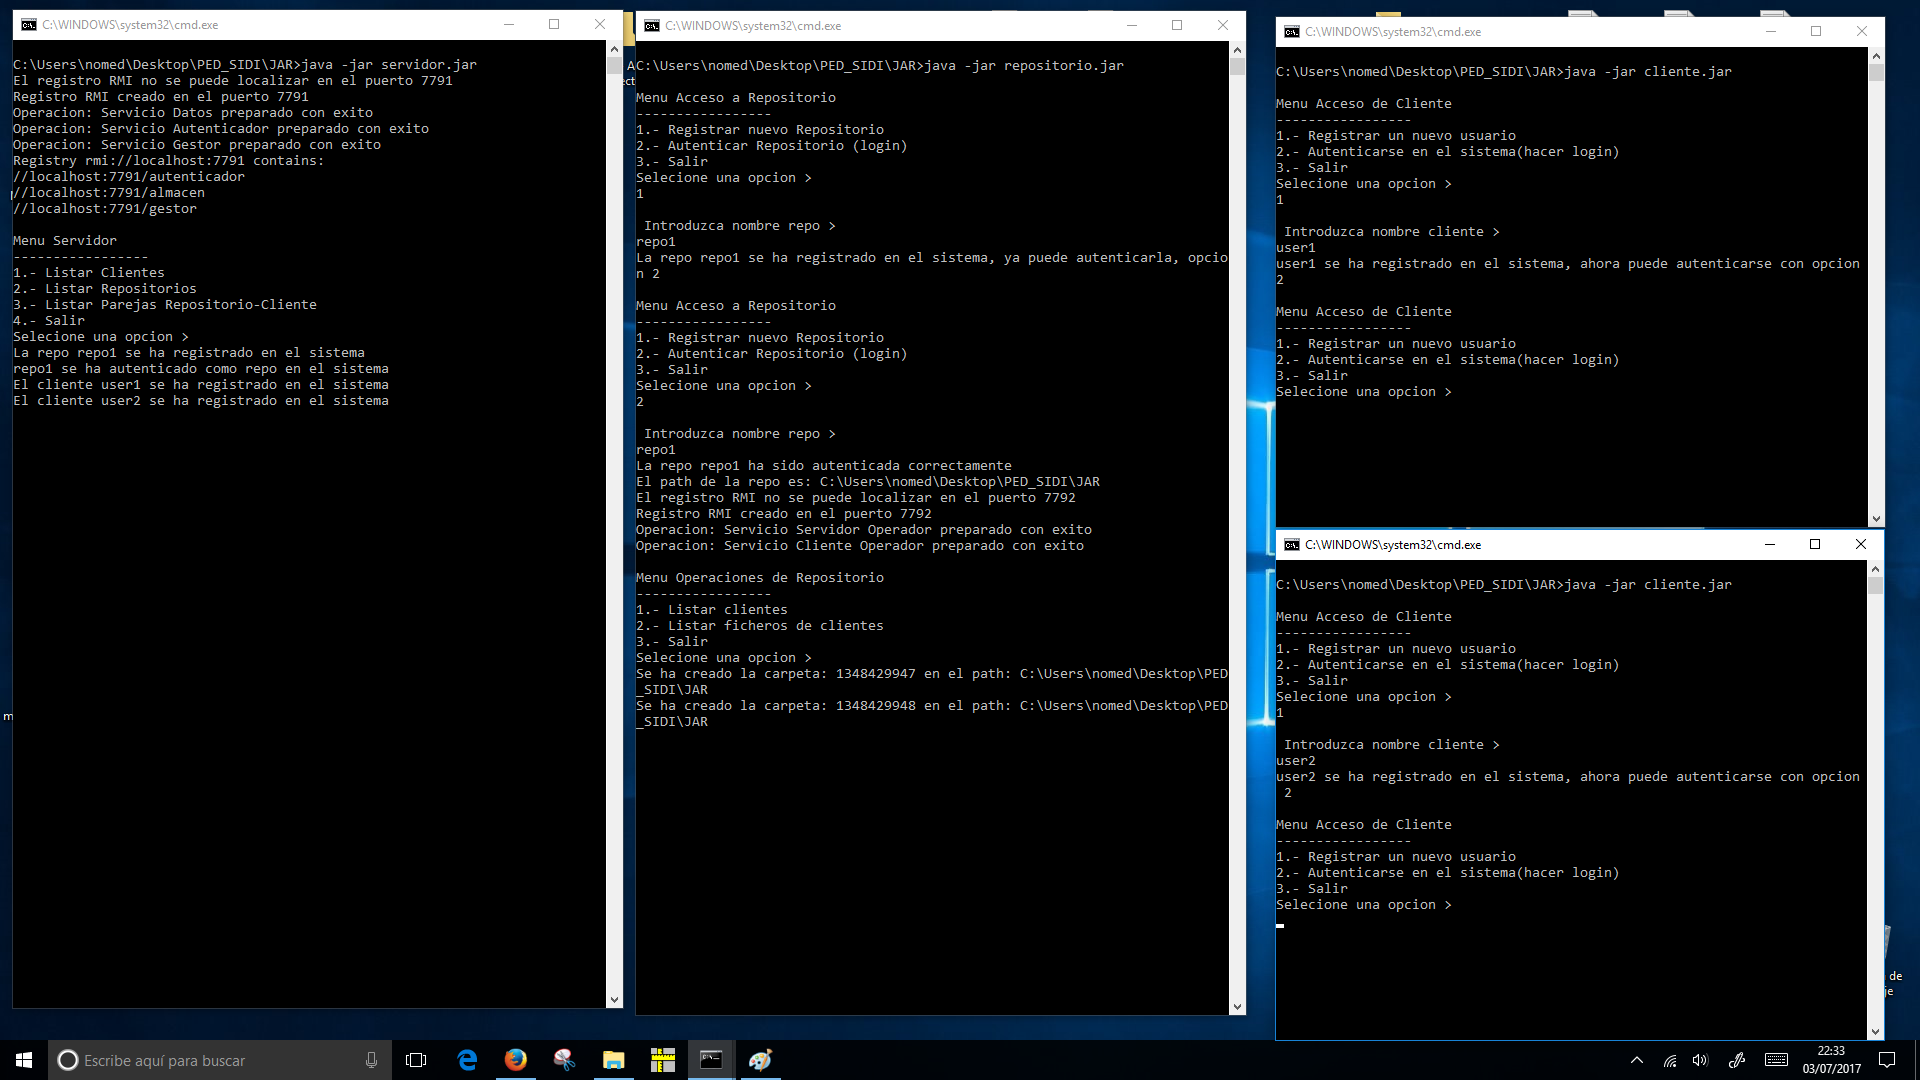 C:\WINDOWS\system32\cmd.exe
C:\Users\nomed\Desktop\PED_SIDI\JAR>java -jar servidor.jar
El registro RMI no se puede localizar en el puerto 7791
Registro RMI creado en el puerto 7791
Operacion: Servicio Datos preparado con exito
Operacion: Servicio Autenticador preparado con exito
Operacion: Servicio Gestor preparado con exito
Registry rmi://localhost:7791 contains:
//localhost:7791/autenticador
//localhost:7791/almacen
//localhost:7791/gestor
Menu Servidor
-----------------
1.- Listar Clientes
2.- Listar Repositorios
3.- Listar Parejas Repositorio-Cliente
4.- Salir
Selecione una opcion >
La repo repo1 se ha registrado en el sistema
repo1 se ha autenticado como repo en el sistema
El cliente user1 se ha registrado en el sistema
El cliente user2 se ha registrado en el sistema
C:\WINDOWS\system32\cmd.exe
C:\Users\nomed\Desktop\PED_SIDI\JAR>java -jar repositorio.jar
Menu Acceso a Repositorio
-----------------
1.- Registrar nuevo Repositorio
2.- Autenticar Repositorio (login)
3.- Salir
Selecione una opcion >
1
Introduzca nombre repo >
repo1
La repo repo1 se ha registrado en el sistema, ya puede autenticarla, opcio
n 2
Menu Acceso a Repositorio
-----------------
1.- Registrar nuevo Repositorio
2.- Autenticar Repositorio (login)
3.- Salir
Selecione una opcion >
2
Introduzca nombre repo >
repo1
La repo repo1 ha sido autenticada correctamente
El path de la repo es: C:\Users\nomed\Desktop\PED_SIDI\JAR
El registro RMI no se puede localizar en el puerto 7792
Registro RMI creado en el puerto 7792
Operacion: Servicio Servidor Operador preparado con exito
Operacion: Servicio Cliente Operador preparado con exito
Menu Operaciones de Repositorio
-----------------
1.- Listar clientes
2.- Listar ficheros de clientes
3.- Salir
Selecione una opcion >
Se ha creado la carpeta: 1348429947 en el path: C:\Users\nomed\Desktop\PED
_SIDI\JAR
Se ha creado la carpeta: 1348429948 en el path: C:\Users\nomed\Desktop\PED
_SIDI\JAR
C:\WINDOWS\system32\cmd.exe
C:\Users\nomed\Desktop\PED_SIDI\JAR>java -jar cliente.jar
Menu Acceso de Cliente
-----------------
1.- Registrar un nuevo usuario
2.- Autenticarse en el sistema(hacer login)
3.- Salir
Selecione una opcion >
1
Introduzca nombre cliente >
user1
user1 se ha registrado en el sistema, ahora puede autenticarse con opcion
2
Menu Acceso de Cliente
-----------------
1.- Registrar un nuevo usuario
2.- Autenticarse en el sistema(hacer login)
3.- Salir
Selecione una opcion >
C:\WINDOWS\system32\cmd.exe
C:\Users\nomed\Desktop\PED_SIDI\JAR>java -jar cliente.jar
Menu Acceso de Cliente
-----------------
1.- Registrar un nuevo usuario
2.- Autenticarse en el sistema(hacer login)
3.- Salir
Selecione una opcion >
1
Introduzca nombre cliente >
user2
user2 se ha registrado en el sistema, ahora puede autenticarse con opcion
2
Menu Acceso de Cliente
-----------------
1.- Registrar un nuevo usuario
2.- Autenticarse en el sistema(hacer login)
3.- Salir
Selecione una opcion >
de
Escribe aquí para buscar
22:33
03/07/2017